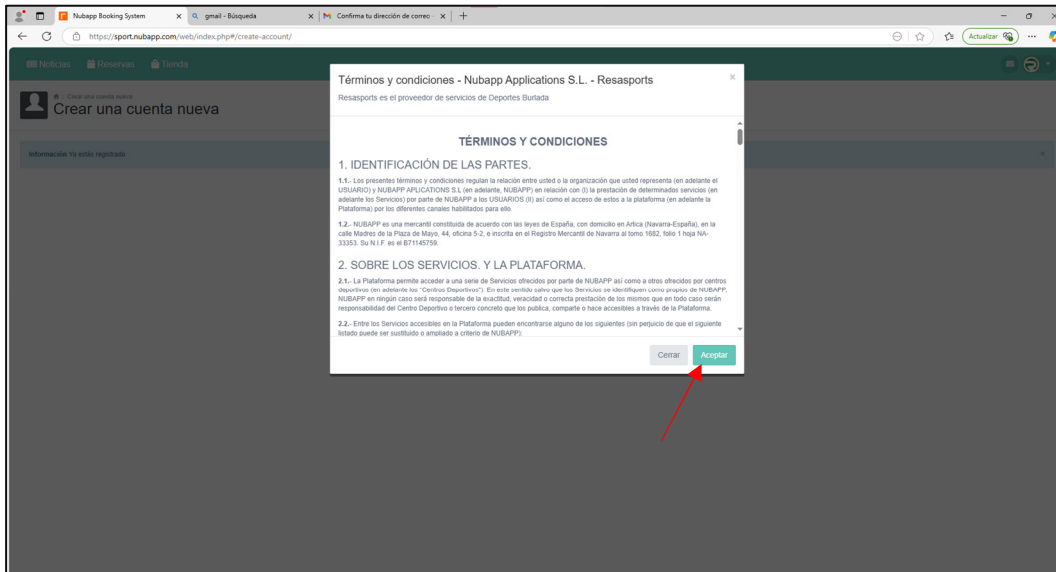 Nubapp Booking System
gmail - Búsqueda
Confirma tu dirección de correo
https://sport.nubapp.com/web/index.php#/create-account/
Actualizar
Noticias
Reservas
Tienda
Crear una cuenta nueva
Crear una cuenta nueva
Información Ya estás registrado.
Términos y condiciones - Nubapp Applications S.L. - Resasports
Resasports es el proveedor de servicios de Deportes Burlada
TÉRMINOS Y CONDICIONES
1. IDENTIFICACIÓN DE LAS PARTES.
1.1.- Los presentes términos y condiciones regulan la relación entre usted o la organización que usted representa (en adelante el
USUARIO) y NUBAPP APLICATIONS S.L (en adelante, NUBAPP) en relación con (I) la prestación de determinados servicios (en
adelante los Servicios) por parte de NUBAPP a los USUARIOS (II) así como el acceso de estos a la plataforma (en adelante la
Plataforma) por los diferentes canales habilitados para ello.
1.2.- NUBAPP es una mercantil constituida de acuerdo con las leyes de España, con domicilio en Artica (Navarra-España), en la
calle Madres de la Plaza de Mayo, 44, oficina 5-2, e inscrita en el Registro Mercantil de Navarra al tomo 1682, folio 1 hoja NA-
33353. Su N.I.F. es el B71145759.
2. SOBRE LOS SERVICIOS. Y LA PLATAFORMA.
2.1.- La Plataforma permite acceder a una serie de Servicios ofrecidos por parte de NUBAPP así como a otros ofrecidos por centros
deportivos (en adelante los "Centros Deportivos"). En este sentido salvo que los Servicios se identifiquen como propios de NUBAPP,
NUBAPP en ningún caso será responsable de la exactitud, veracidad o correcta prestación de los mismos que en todo caso serán
responsabilidad del Centro Deportivo o tercero concreto que los publica, comparte o hace accesibles a través de la Plataforma.
2.2.- Entre los Servicios accesibles en la Plataforma pueden encontrarse alguno de los siguientes (sin perjuicio de que el siguiente
listado puede ser sustituido o ampliado a criterio de NUBAPP):
Cerrar
Aceptar